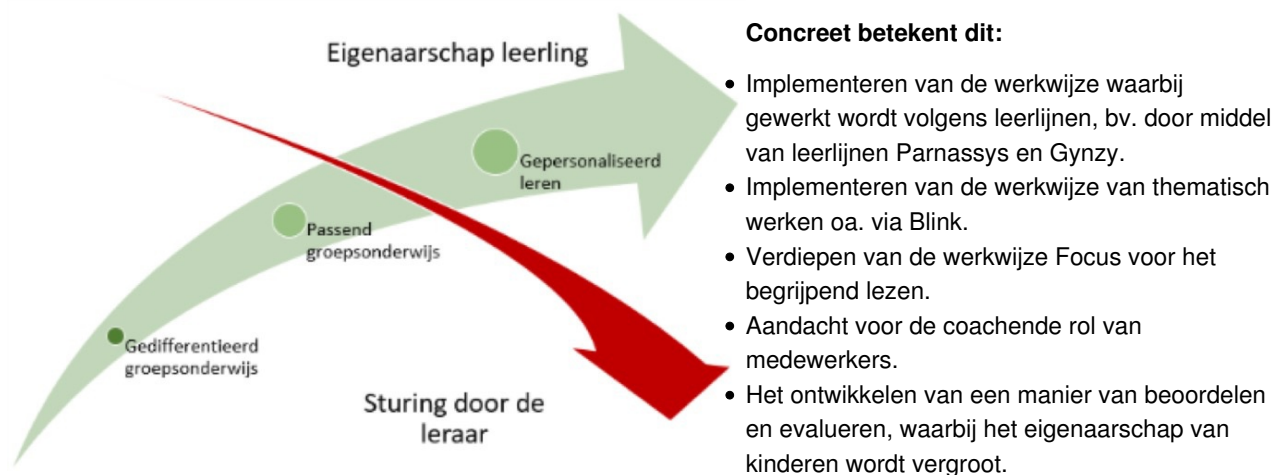 Eigenaarschap leerling
Gepersonaliseerd
leren
Passend
groepsonderwijs
Gedifferentieerd
groepsonderwijs
Sturing door de
leraar
Concreet betekent dit:
• Implementeren van de werkwijze waarbij
gewerkt wordt volgens leerlijnen, bv. door middel
van leerlijnen Parnassys en Gynzy.
• Implementeren van de werkwijze van thematisch
werken oa. via Blink.
• Verdiepen van de werkwijze Focus voor het
begrijpend lezen.
• Aandacht voor de coachende rol van
medewerkers.
• Het ontwikkelen van een manier van beoordelen
en evalueren, waarbij het eigenaarschap van
kinderen wordt vergroot.